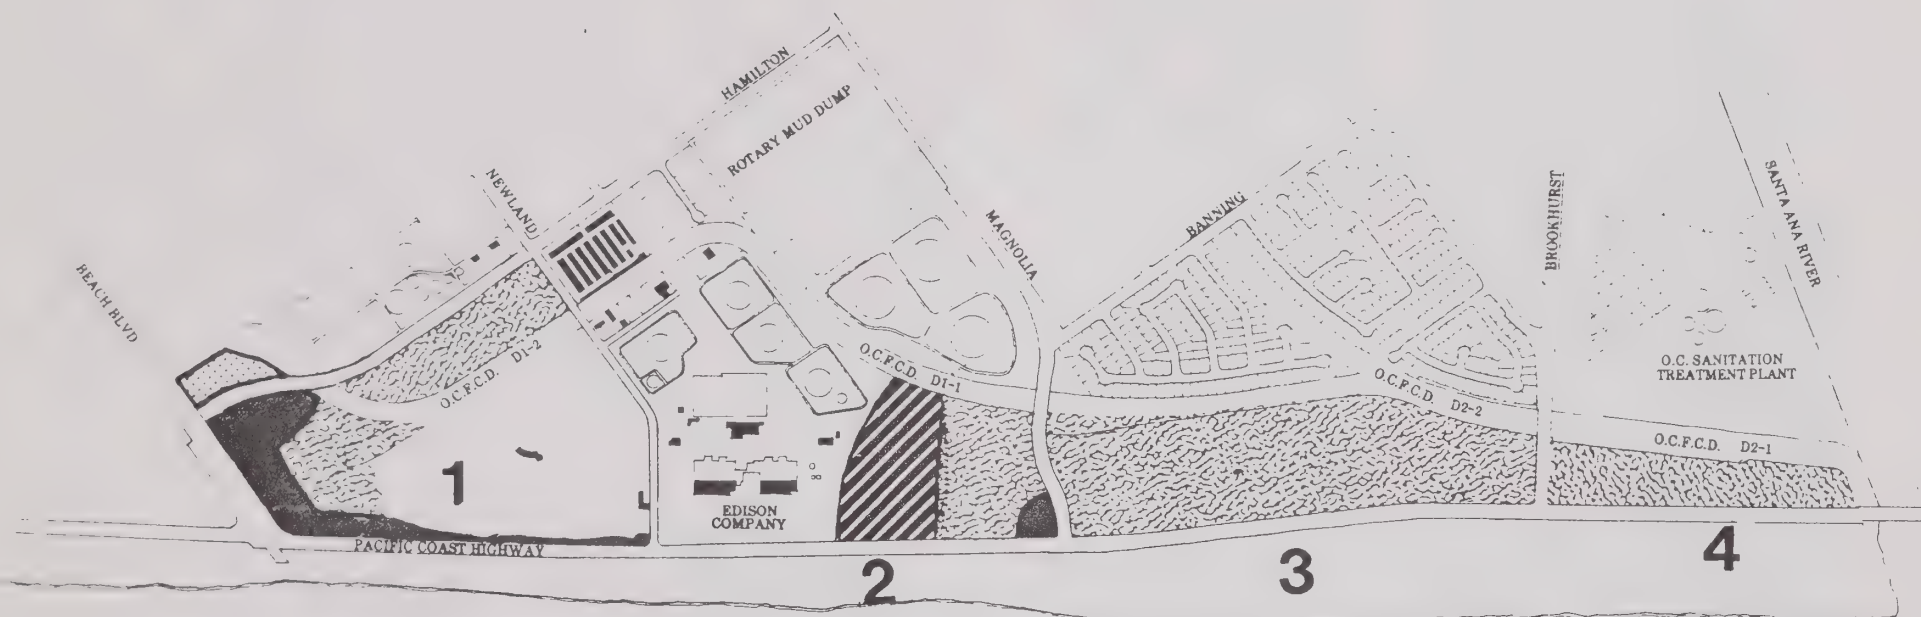 HAMILTON
ROTARY MUD DUMP
NEWLAND
MAGNOLIA
BANNING
BROOKHURST
SANTA ANA RIVER
BEACH BLVD
O.C.F.C.D. D1-2
O.C.F.C.D. D1-1
O.C.F.C.D. D2-2
O.C. SANITATION
TREATMENT PLANT
O.C.F.C.D. D2-1
1
EDISON
COMPANY
PACIFIC COAST HIGHWAY
2
3
4